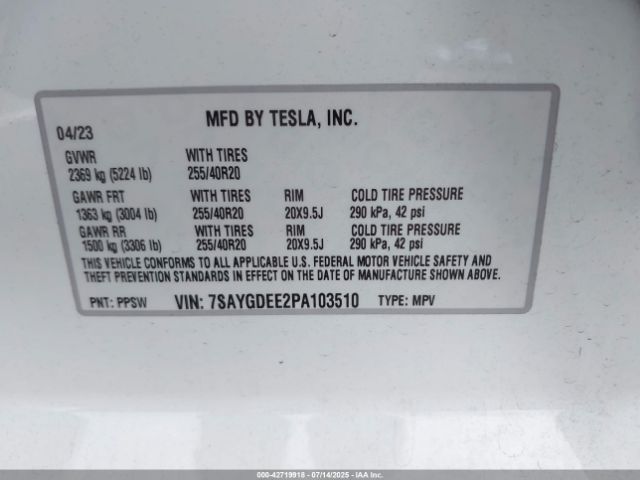 MFD BY TESLA, INC.
04/23
GVWR WITH TIRES
2369 kg (5224 lb) 255/40R20
GAWR FRT WITH TIRES RIM COLD TIRE PRESSURE
1363 kg (3004 lb) 255/40R20 20X9.5J 290 kPa, 42 psi
GAWR RR WITH TIRES RIM COLD TIRE PRESSURE
1500 kg (3306 lb) 255/40R20 20X9.5J 290 kPa, 42 psi
THIS VEHICLE CONFORMS TO ALL APPLICABLE U.S. FEDERAL MOTOR VEHICLE SAFETY AND
THEFT PREVENTION STANDARDS IN EFFECT ON THE DATE OF MANUFACTURE SHOWN ABOVE.
PNT: PPSW VIN: 7SAYGDEE2PA103510 TYPE: MPV
000-42719918 - 07/14/2025 - IAA Inc.